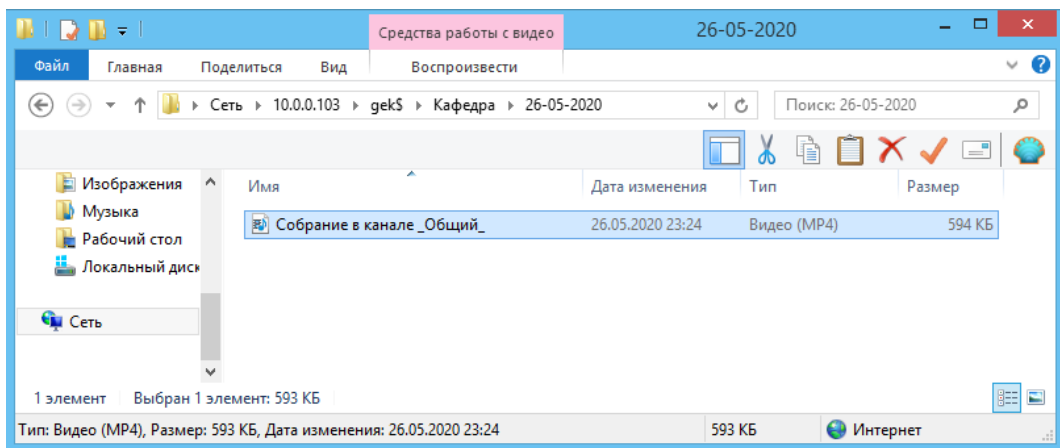 Средства работы с видео 26-05-2020
Файл Главная Поделиться Вид Воспроизвести
Сеть 10.0.0.103 gek$ Кафедра 26-05-2020 Поиск: 26-05-2020
Изображения
Музыка
Рабочий стол
Локальный диск
Сеть
Имя Дата изменения Тип Размер
Собрание в канале _Общий_ 26.05.2020 23:24 Видео (MP4) 594 КБ
1 элемент Выбран 1 элемент: 593 КБ
Тип: Видео (MP4), Размер: 593 КБ, Дата изменения: 26.05.2020 23:24 593 КБ Интернет